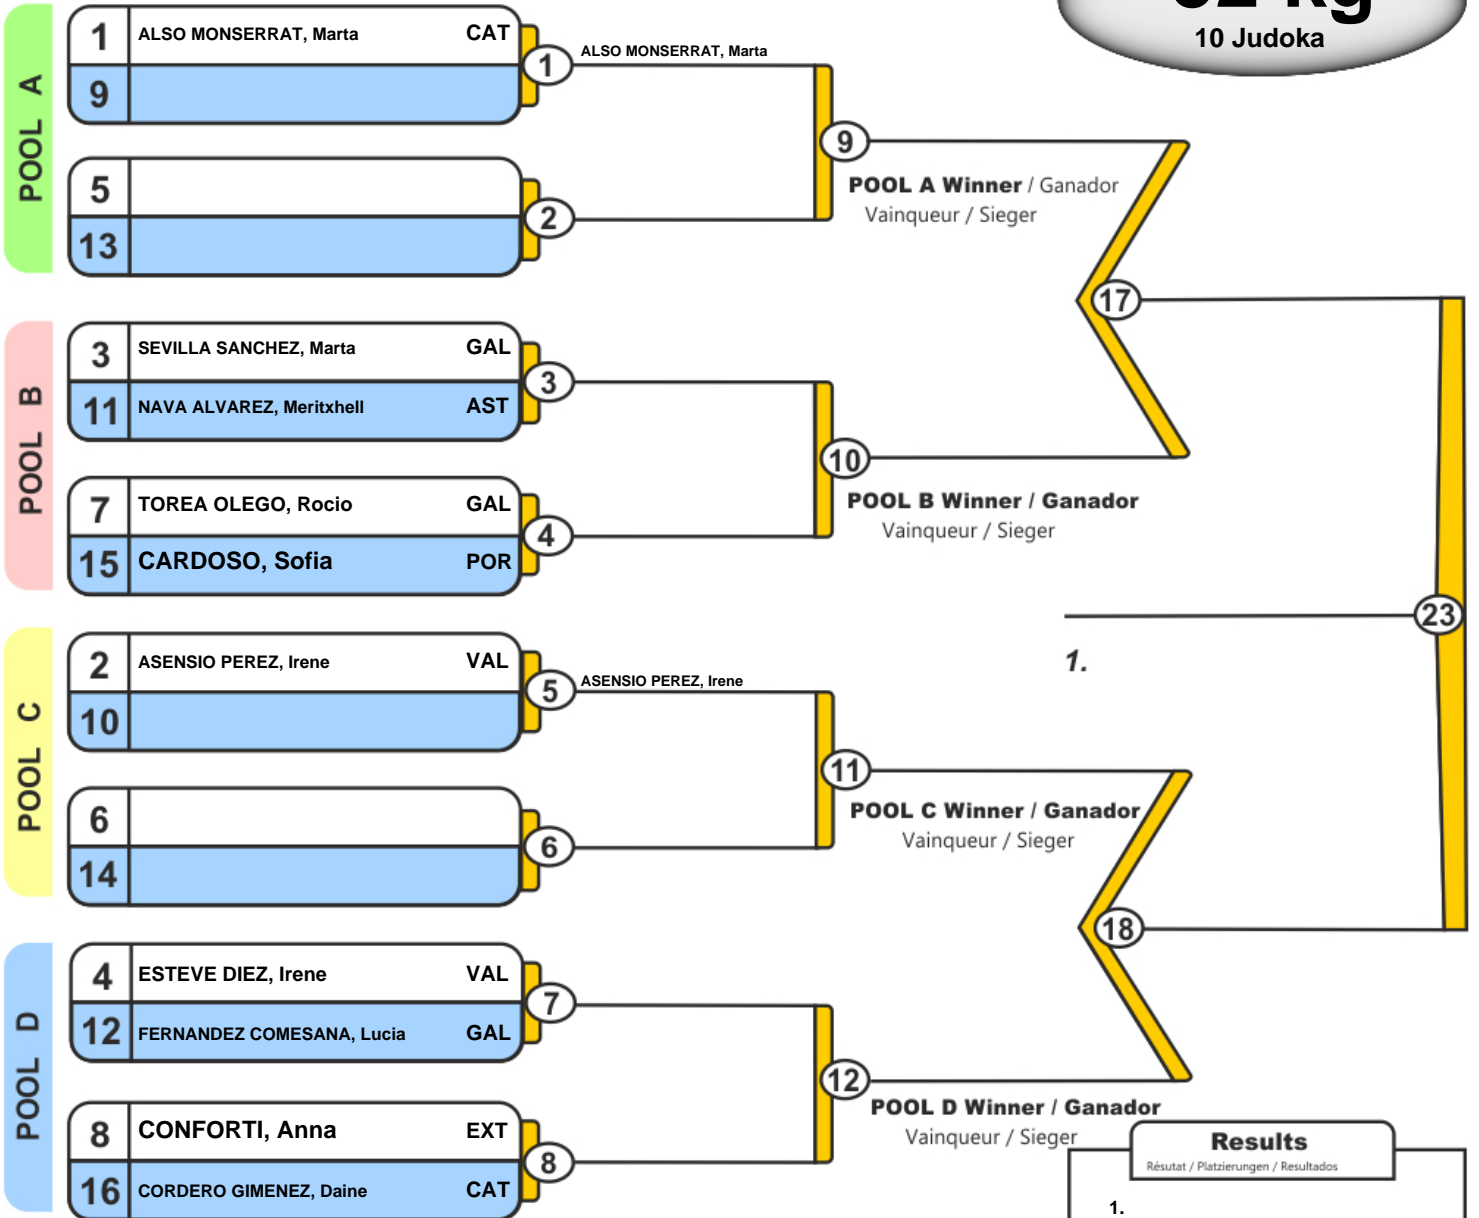 kg
10 Judoka
POOL A
1 ALSO MONSERRAT, Marta CAT
9
1 ALSO MONSERRAT, Marta
5
13
2
9
POOL A Winner / Ganador
Vainqueur / Sieger
17
POOL B
3 SEVILLA SANCHEZ, Marta GAL
11 NAVA ALVAREZ, Meritxhell AST
3
7 TOREA OLEGO, Rocio GAL
15 CARDOSO, Sofia POR
4
10
POOL B Winner / Ganador
Vainqueur / Sieger
23
1.
POOL C
2 ASENSIO PEREZ, Irene VAL
10
5 ASENSIO PEREZ, Irene
6
14
6
11
POOL C Winner / Ganador
Vainqueur / Sieger
18
POOL D
4 ESTEVE DIEZ, Irene VAL
12 FERNANDEZ COMESANA, Lucia GAL
7
8 CONFORTI, Anna EXT
16 CORDERO GIMENEZ, Daine CAT
8
12
POOL D Winner / Ganador
Vainqueur / Sieger
Results
Résutat / Platzierungen / Resultados
1.